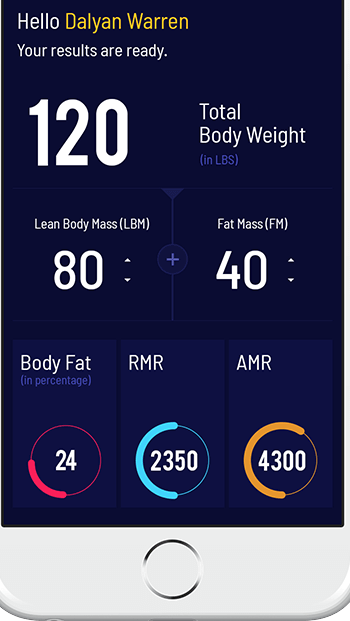 Hello Dalyan Warren
Your results are ready.
120
Total
Body Weight
(in LBS)
Lean Body Mass (LBM)
80
+
Fat Mass (FM)
40
Body Fat
(in percentage)
24
RMR
2350
AMR
4300